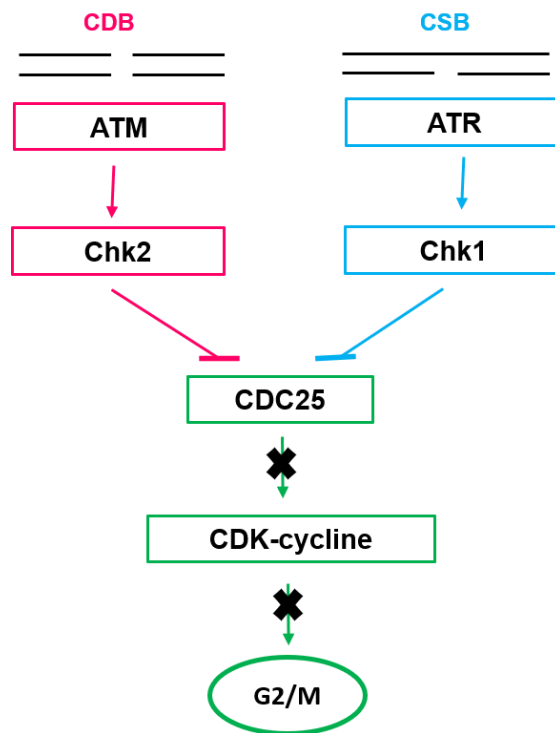 CDB
CSB
ATM
ATR
Chk2
Chk1
CDC25
CDK-cycline
G2/M